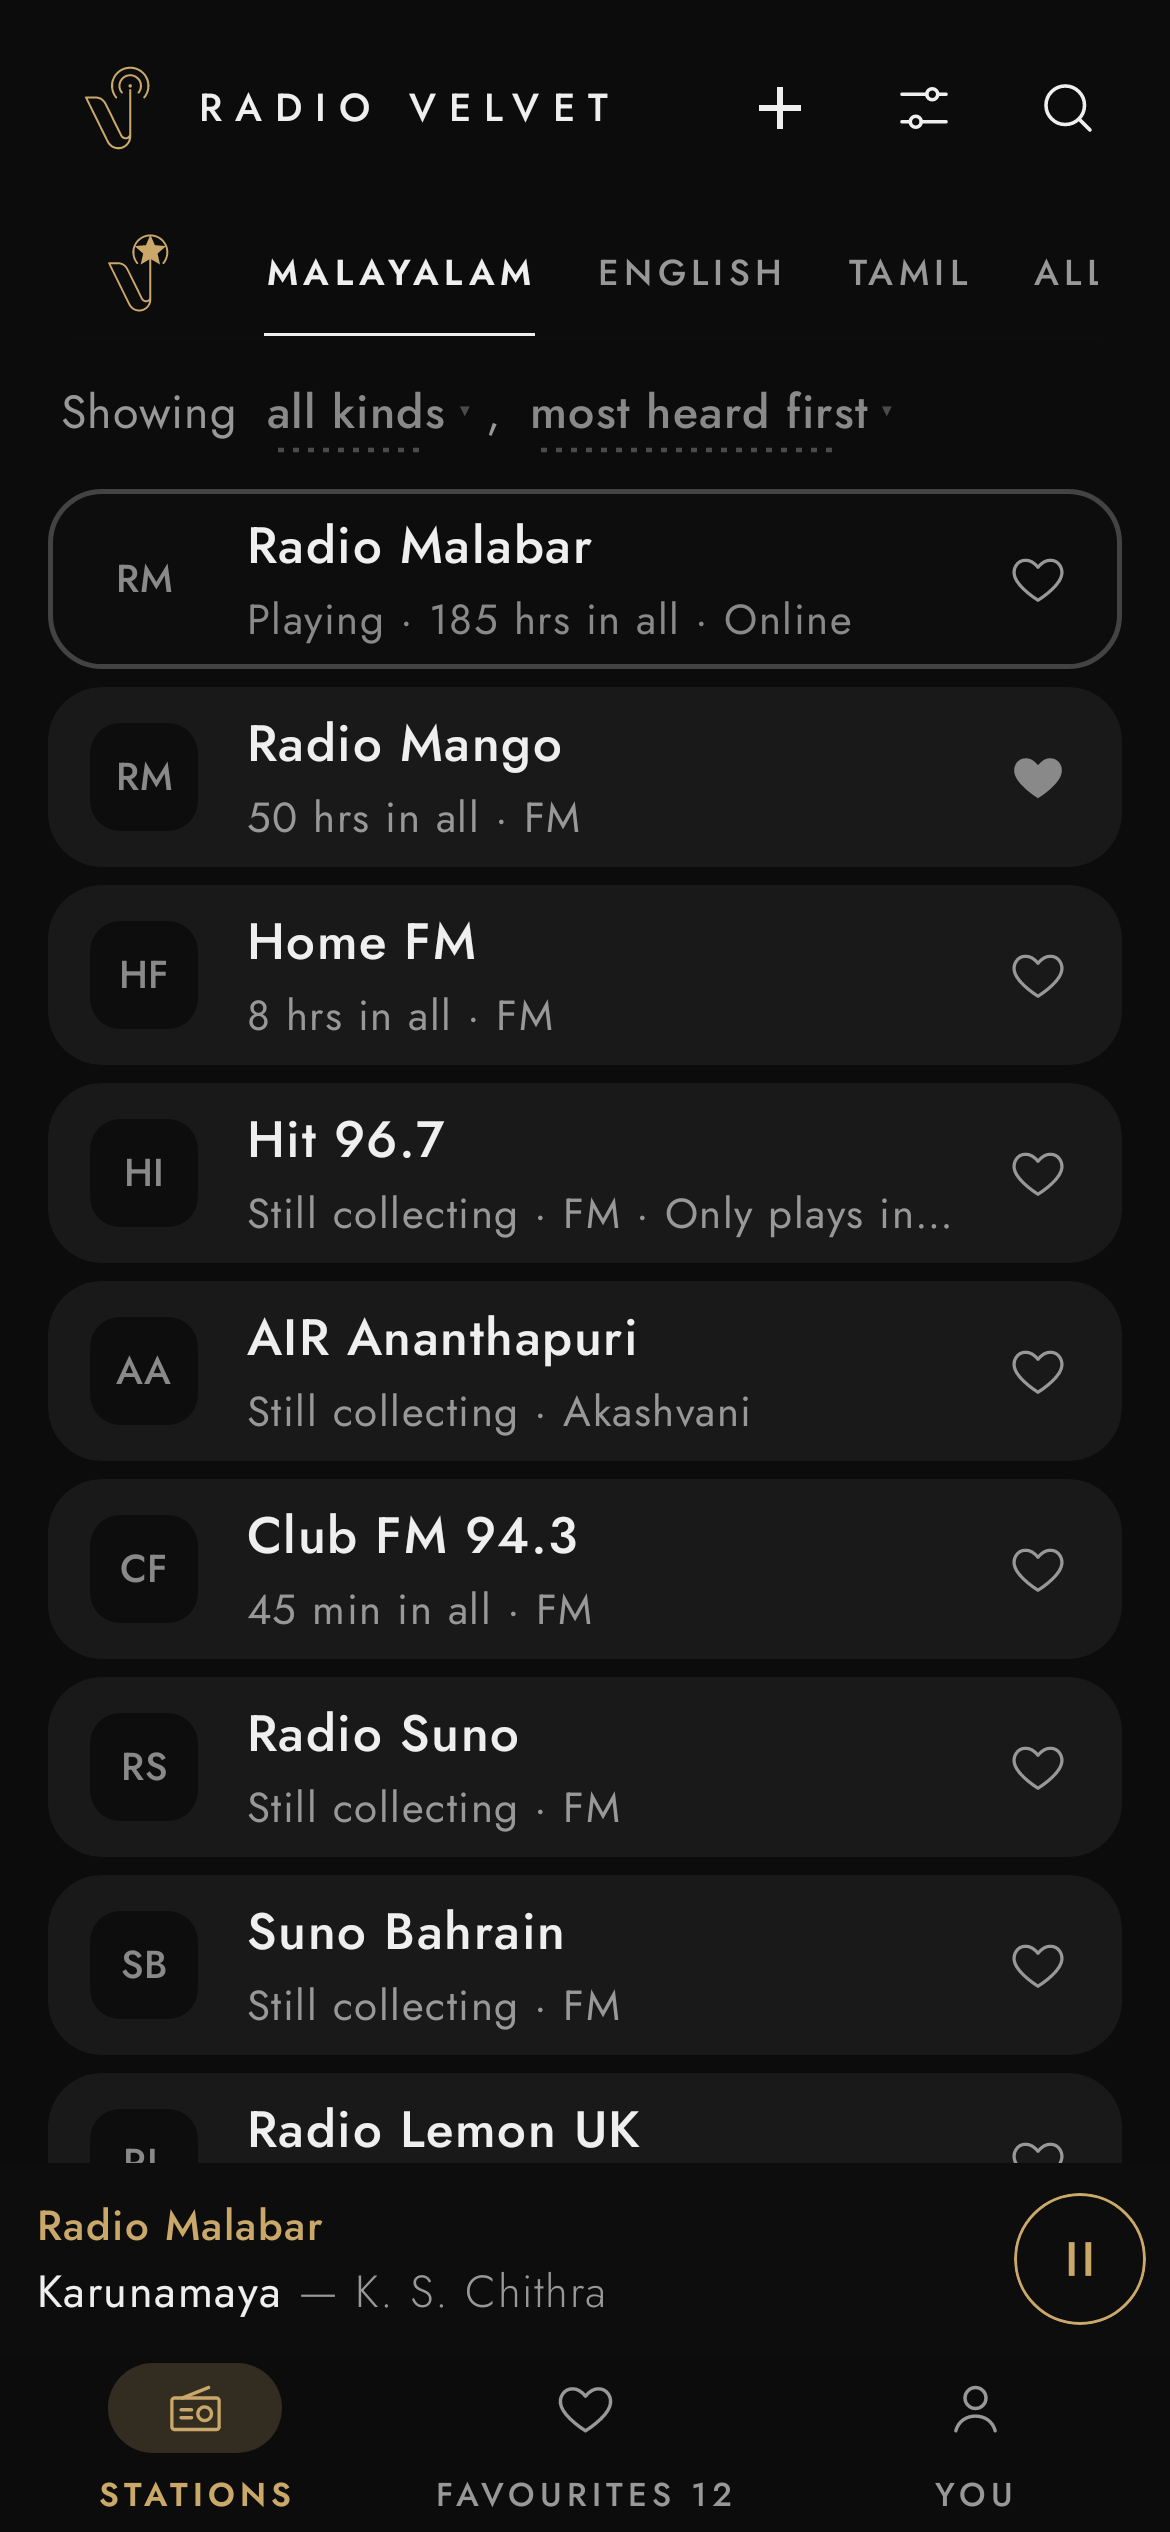 RADIO VELVET
MALAYALAM ENGLISH TAMIL ALL
Showing all kinds ▾ , most heard first ▾
RM
Radio Malabar
Playing · 185 hrs in all · Online
RM
Radio Mango
50 hrs in all · FM
HF
Home FM
8 hrs in all · FM
HI
Hit 96.7
Still collecting · FM · Only plays in...
AA
AIR Ananthapuri
Still collecting · Akashvani
CF
Club FM 94.3
45 min in all · FM
RS
Radio Suno
Still collecting · FM
SB
Suno Bahrain
Still collecting · FM
RL
Radio Lemon UK
Radio Malabar
Karunamaya — K. S. Chithra
STATIONS FAVOURITES 12 YOU